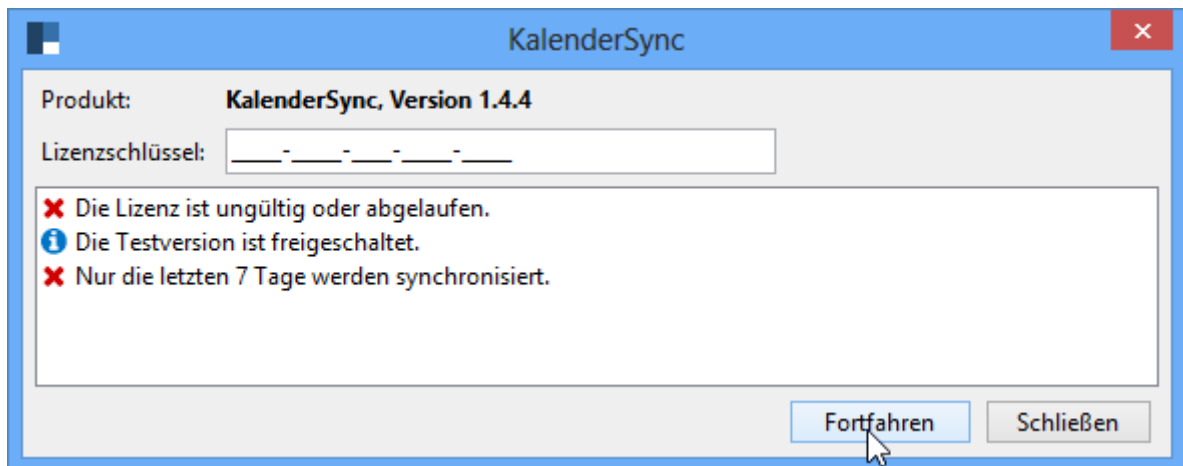 KalenderSync
Produkt: KalenderSync, Version 1.4.4
Lizenzschlüssel: ____-____-___-____-____
Die Lizenz ist ungültig oder abgelaufen.
Die Testversion ist freigeschaltet.
Nur die letzten 7 Tage werden synchronisiert.
Fortfahren Schließen